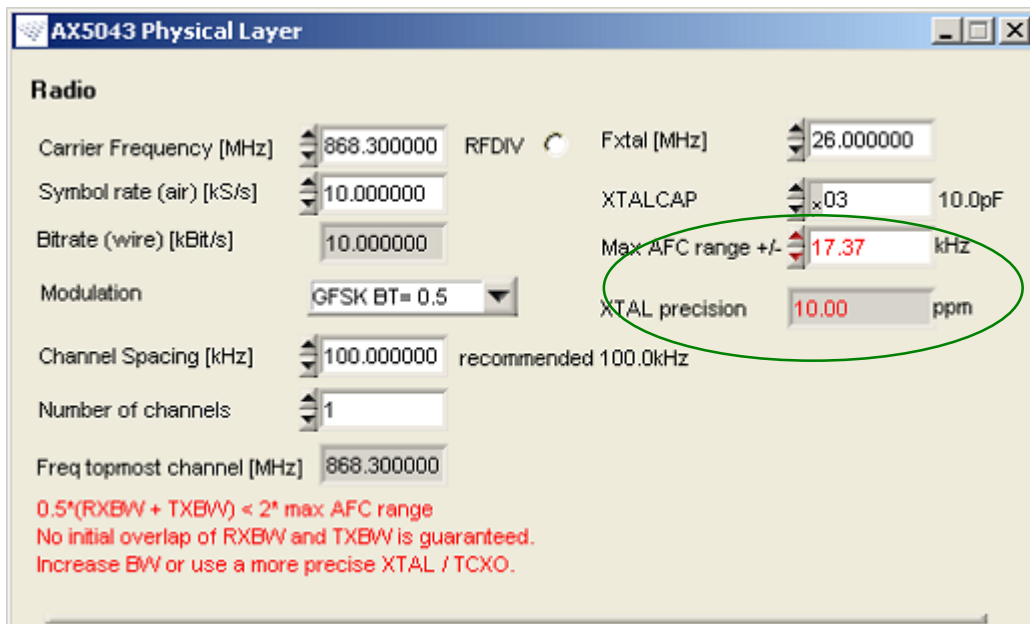 AX5043 Physical Layer
Radio
Carrier Frequency [MHz] 868.300000 RFDIV Fxtal [MHz] 26.000000
Symbol rate (air) [kS/s] 10.000000 XTALCAP x03 10.0pF
Bitrate (wire) [kBit/s] 10.000000 Max AFC range +/- 17.37 kHz
Modulation GFSK BT= 0.5 XTAL precision 10.00 ppm
Channel Spacing [kHz] 100.000000 recommended 100.0kHz
Number of channels 1
Freq topmost channel [MHz] 868.300000
0.5*(RXBW + TXBW) < 2* max AFC range
No initial overlap of RXBW and TXBW is guaranteed.
Increase BW or use a more precise XTAL / TCXO.